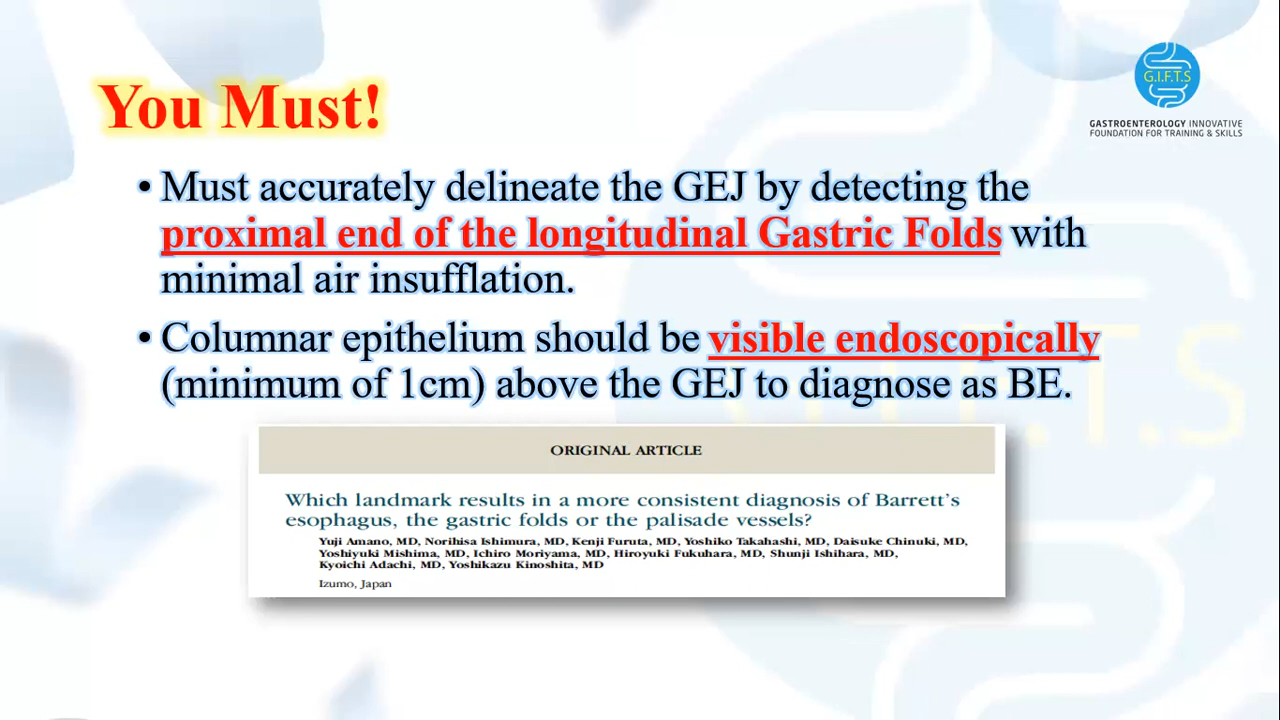 G.I.F.T.S
GASTROENTEROLOGY INNOVATIVE
FOUNDATION FOR TRAINING & SKILLS
You Must!
• Must accurately delineate the GEJ by detecting the
proximal end of the longitudinal Gastric Folds with
minimal air insufflation.
• Columnar epithelium should be visible endoscopically
(minimum of 1cm) above the GEJ to diagnose as BE.
ORIGINAL ARTICLE
Which landmark results in a more consistent diagnosis of Barrett's
esophagus, the gastric folds or the palisade vessels?
Yuji Amano, MD, Norihisa Ishimura, MD, Kenji Furuta, MD, Yoshiko Takahashi, MD, Daisuke Chinuki, MD,
Yoshiyuki Mishima, MD, Ichiro Moriyama, MD, Hiroyuki Fukuhara, MD, Shunji Ishihara, MD,
Kyoichi Adachi, MD, Yoshikazu Kinoshita, MD
Izumo, Japan